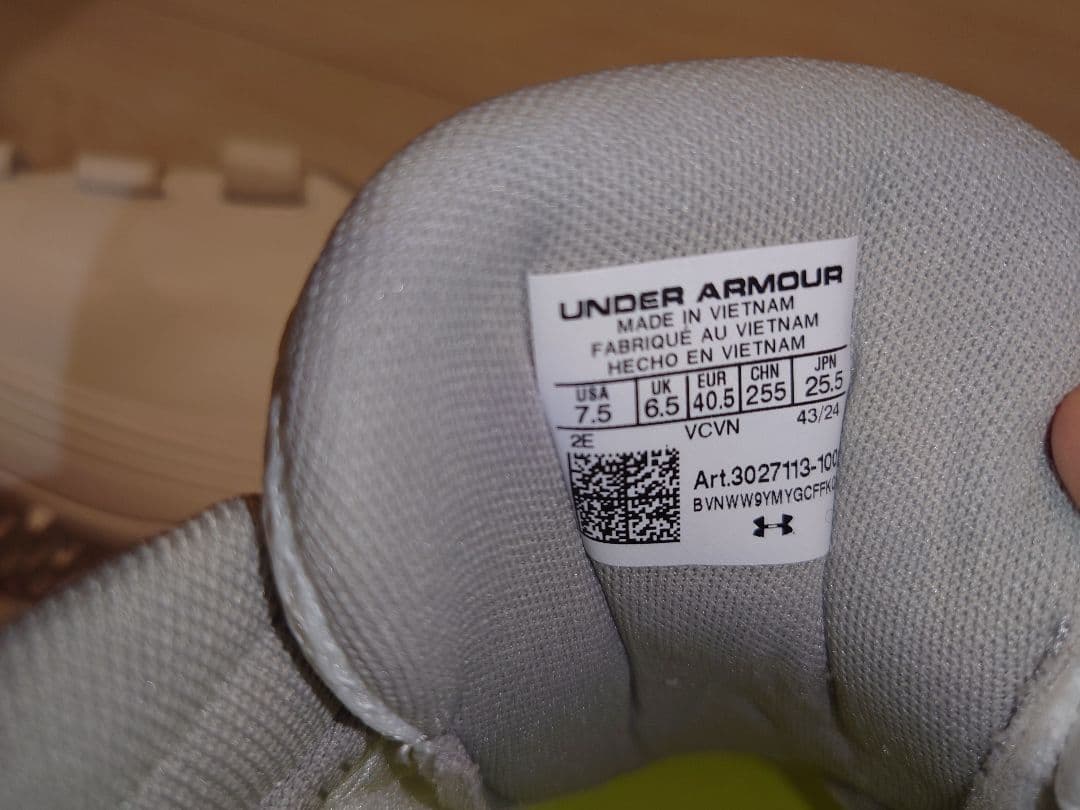 UNDER ARMOUR
MADE IN VIETNAM
FABRIQUÉ AU VIETNAM
HECHO EN VIETNAM
USA UK EUR CHN JPN
7.5 6.5 40.5 255 25.5
2E VCVN 43/24
Art.3027113-100